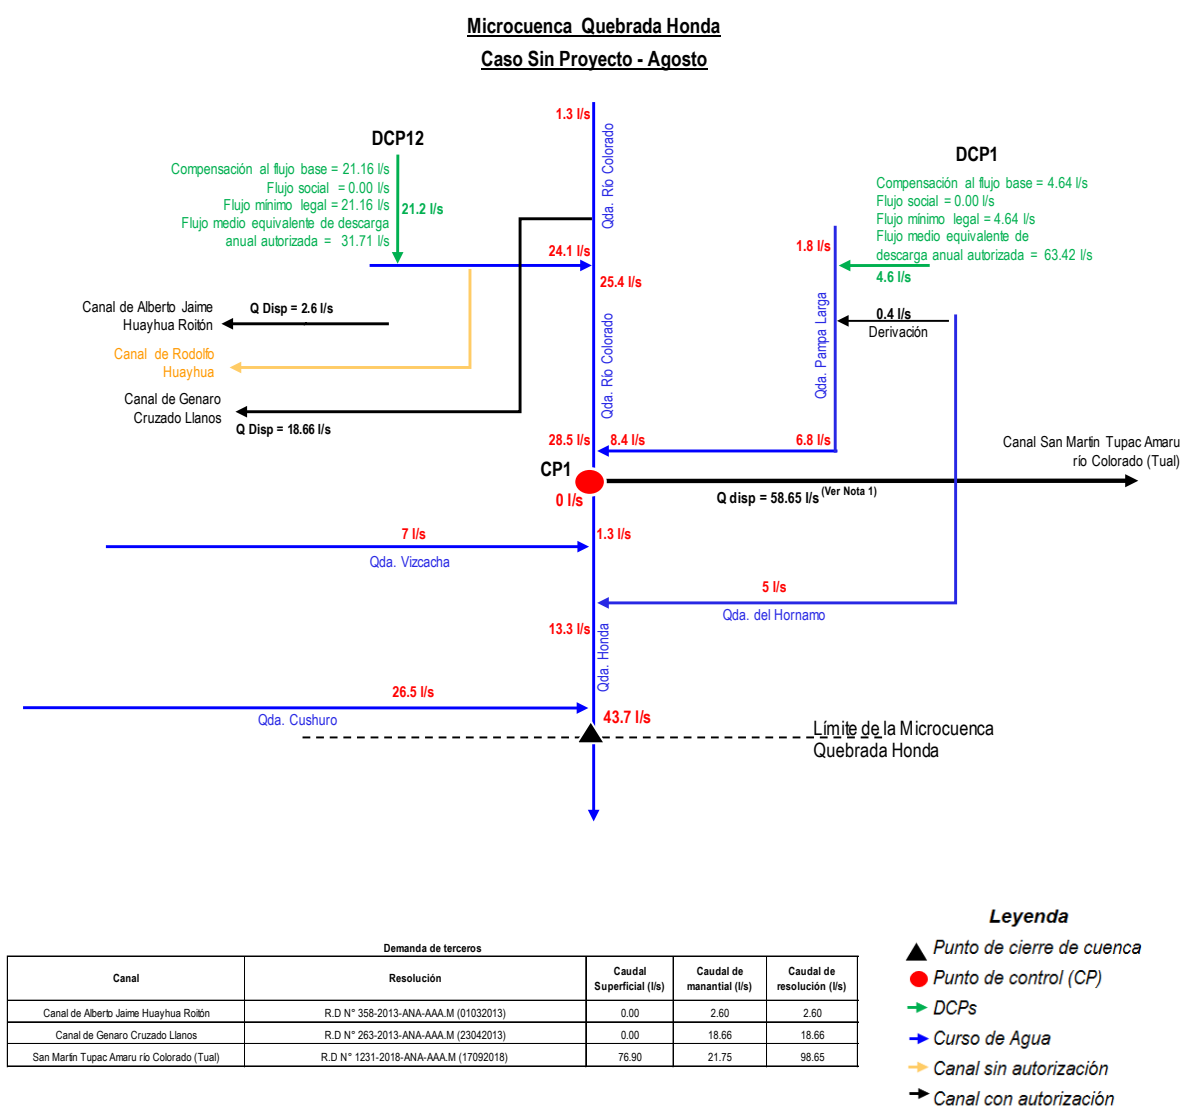 Microcuenca Quebrada Honda
Caso Sin Proyecto - Agosto
1.3 l/s
Qda. Río Colorado
DCP12
Compensación al flujo base = 21.16 l/s
Flujo social = 0.00 l/s
Flujo mínimo legal = 21.16 l/s
Flujo medio equivalente de descarga
anual autorizada = 31.71 l/s
21.2 l/s
DCP1
Compensación al flujo base = 4.64 l/s
Flujo social = 0.00 l/s
Flujo mínimo legal = 4.64 l/s
Flujo medio equivalente de
descarga anual autorizada = 63.42 l/s
4.6 l/s
1.8 l/s
24.1 l/s
25.4 l/s
Canal de Alberto Jaime
Huayhua Roitón
Q Disp = 2.6 l/s
0.4 l/s
Derivación
Qda. Pampa Larga
Qda. Río Colorado
Canal de Rodolfo
Huayhua
Canal de Genaro
Cruzado Llanos
Q Disp = 18.66 l/s
28.5 l/s
8.4 l/s
6.8 l/s
Canal San Martin Tupac Amaru
río Colorado (Tual)
CP1
0 l/s
Q disp = 58.65 l/s (Ver Nota 1)
7 l/s
1.3 l/s
Qda. Vizcacha
5 l/s
Qda. del Hornamo
13.3 l/s
Qda. Honda
26.5 l/s
Qda. Cushuro
43.7 l/s
Límite de la Microcuenca
Quebrada Honda
Demanda de terceros
Canal Resolución Caudal Superficial (l/s) Caudal de manantial (l/s) Caudal de resolución (l/s)
Canal de Alberto Jaime Huayhua Roitón R.D N° 358-2013-ANA-AAA.M (01032013) 0.00 2.60 2.60
Canal de Genaro Cruzado Llanos R.D N° 263-2013-ANA-AAA.M (23042013) 0.00 18.66 18.66
San Martin Tupac Amaru río Colorado (Tual) R.D N° 1231-2018-ANA-AAA.M (17092018) 76.90 21.75 98.65
Leyenda
Punto de cierre de cuenca
Punto de control (CP)
DCPs
Curso de Agua
Canal sin autorización
Canal con autorización